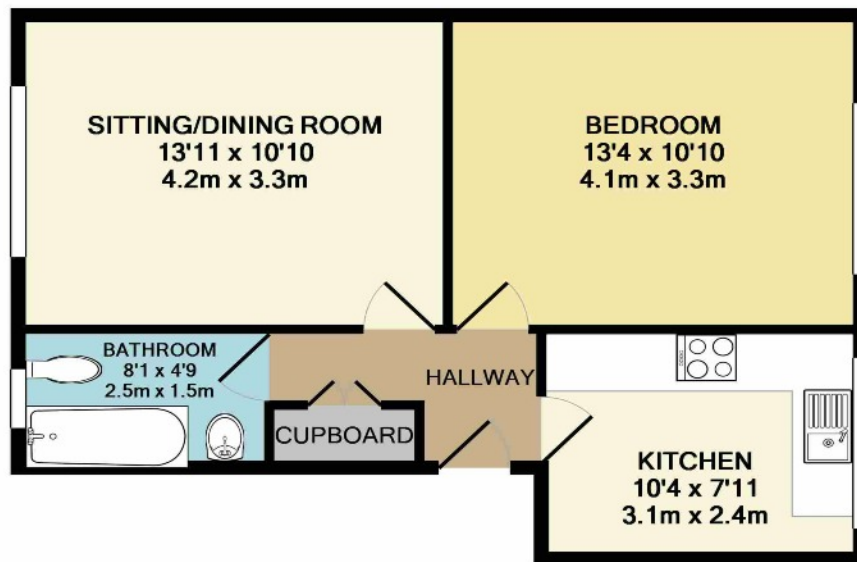 SITTING/DINING ROOM
13'11 x 10'10
4.2m x 3.3m
BEDROOM
13'4 x 10'10
4.1m x 3.3m
BATHROOM
8'1 x 4'9
2.5m x 1.5m
HALLWAY
CUPBOARD
KITCHEN
10'4 x 7'11
3.1m x 2.4m